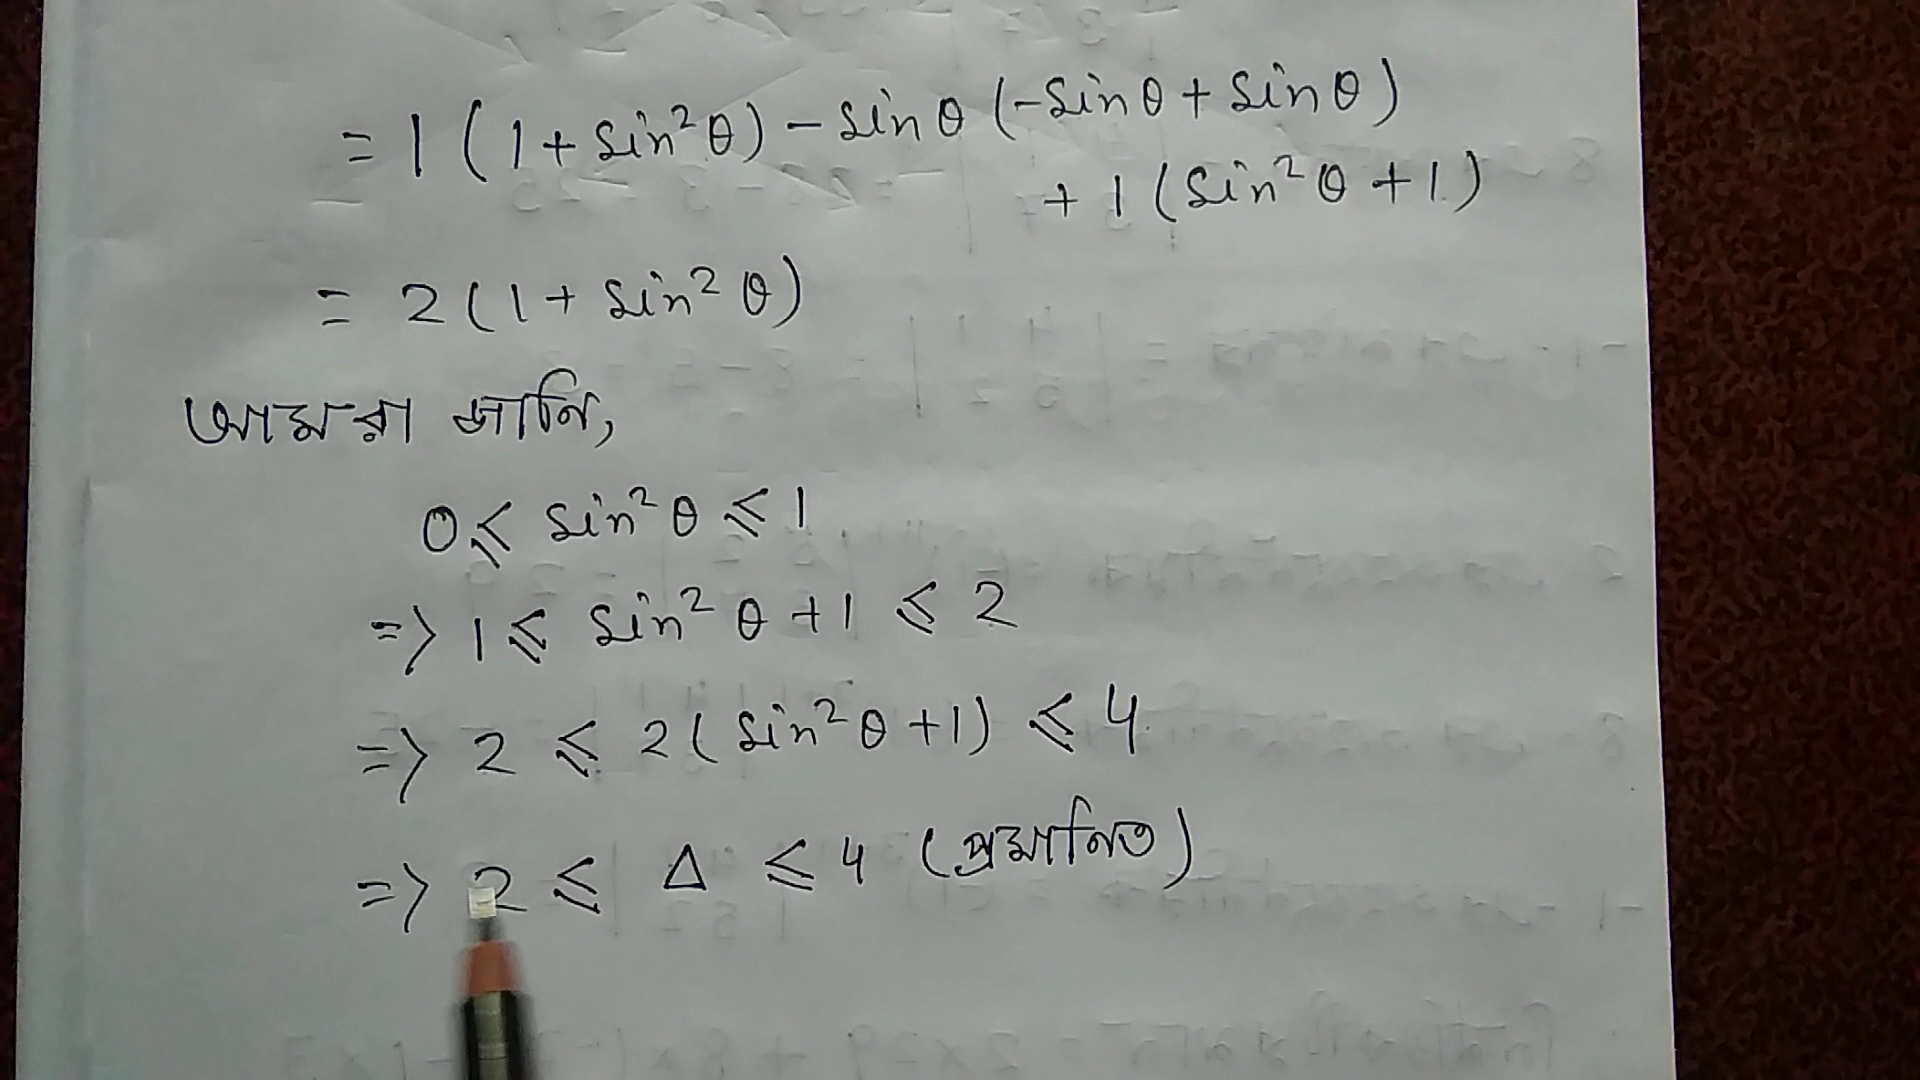 = 1 (1 + sin²θ) - sinθ (-sinθ + sinθ)
+ 1 (sin²θ + 1)
= 2 (1 + sin²θ)
আমরা জানি,
0 ≤ sin²θ ≤ 1
=> 1 ≤ sin²θ + 1 ≤ 2
=> 2 ≤ 2 (sin²θ + 1) ≤ 4
=> 2 ≤ Δ ≤ 4 (প্রমানিত)